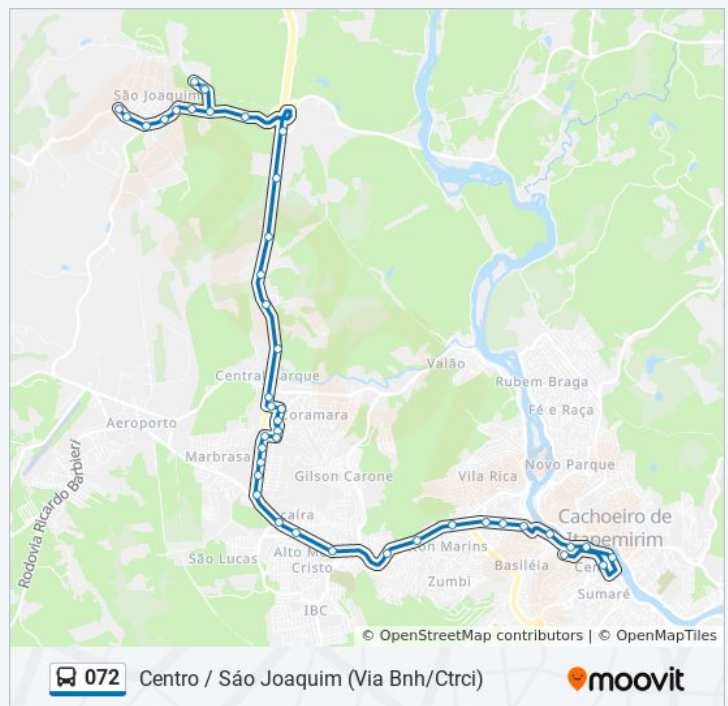 São Joaquim
Valão
Central Parque
Rubem Braga
Fé e Raça
Coramara
Aeroporto
Marbrasa
Novo Parque
Gilson Carone
Vila Rica
Cachoeiro de
Itapemirim
São Lucas
Cristo
Zumbi
Basiléia
Sumaré
IBC
Rodovia Ricardo Barbieri
© OpenStreetMap contributors | © OpenMapTiles
072 Centro / Sáo Joaquim (Via Bnh/Ctrci)
moovit